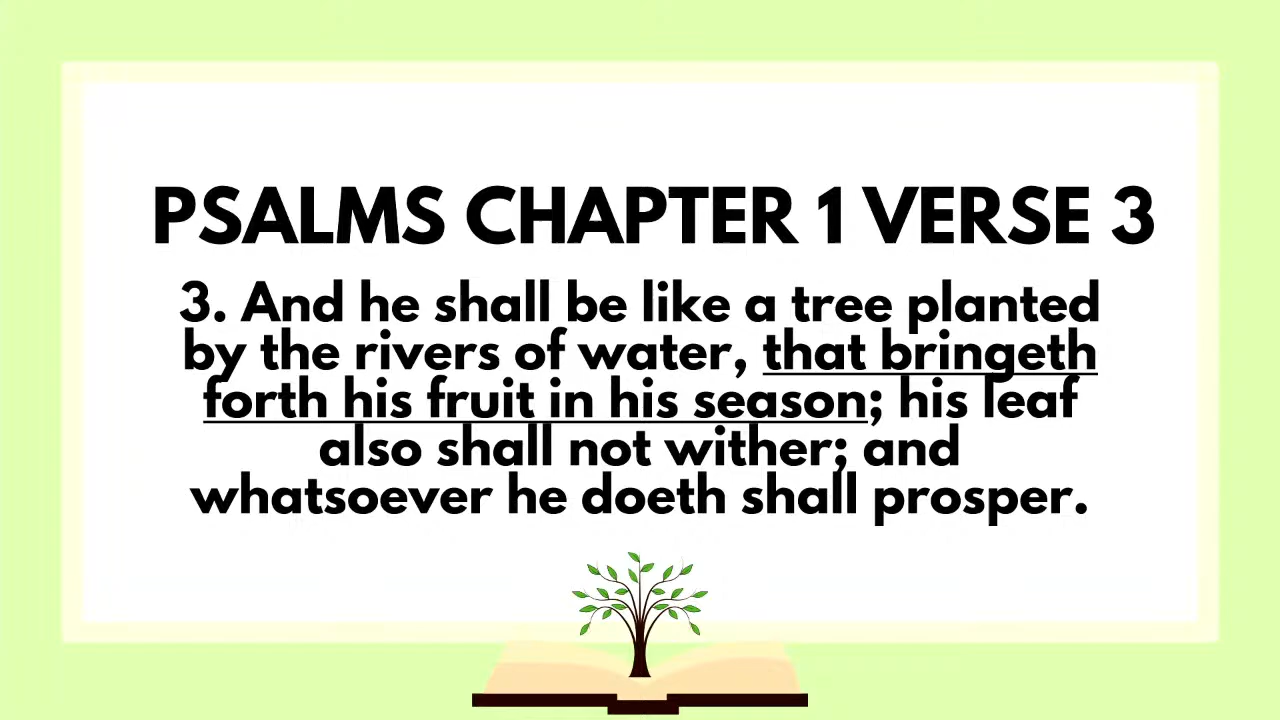 PSALMS CHAPTER 1 VERSE 3
3. And he shall be like a tree planted
by the rivers of water, that bringeth
forth his fruit in his season; his leaf
also shall not wither; and
whatsoever he doeth shall prosper.